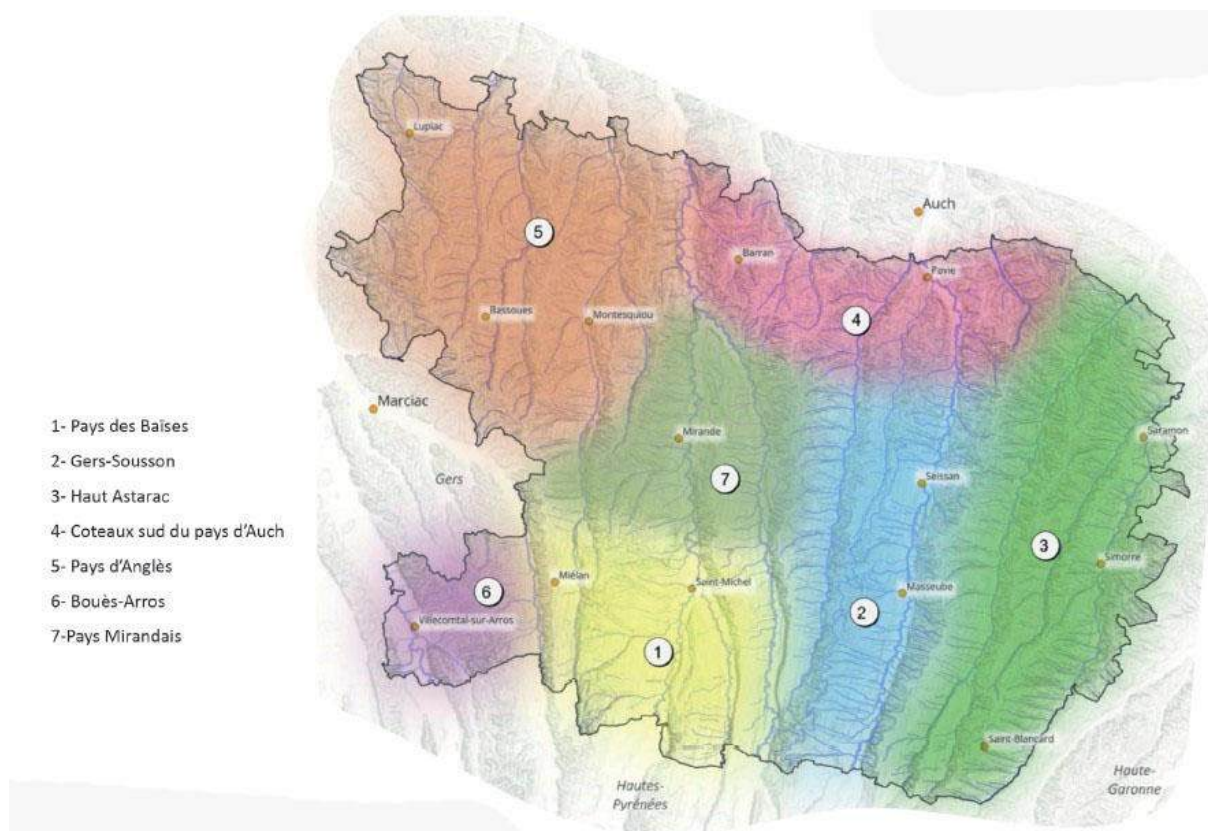 Lupiac
Auch
Barran
Pavie
5
Bassoues
Montesquiou
4
Marciac
1- Pays des Baïses
2- Gers-Sousson
3- Haut Astarac
4- Coteaux sud du pays d'Auch
5- Pays d'Anglès
6- Bouès-Arros
7-Pays Mirandais
Mirande
Saramon
Gers
7
Seissan
3
Simorre
Miélan
Saint-Michel
6
Masseube
2
Villecomtal-sur-Arros
1
Saint-Blancard
Hautes-
Pyrénées
Haute-
Garonne